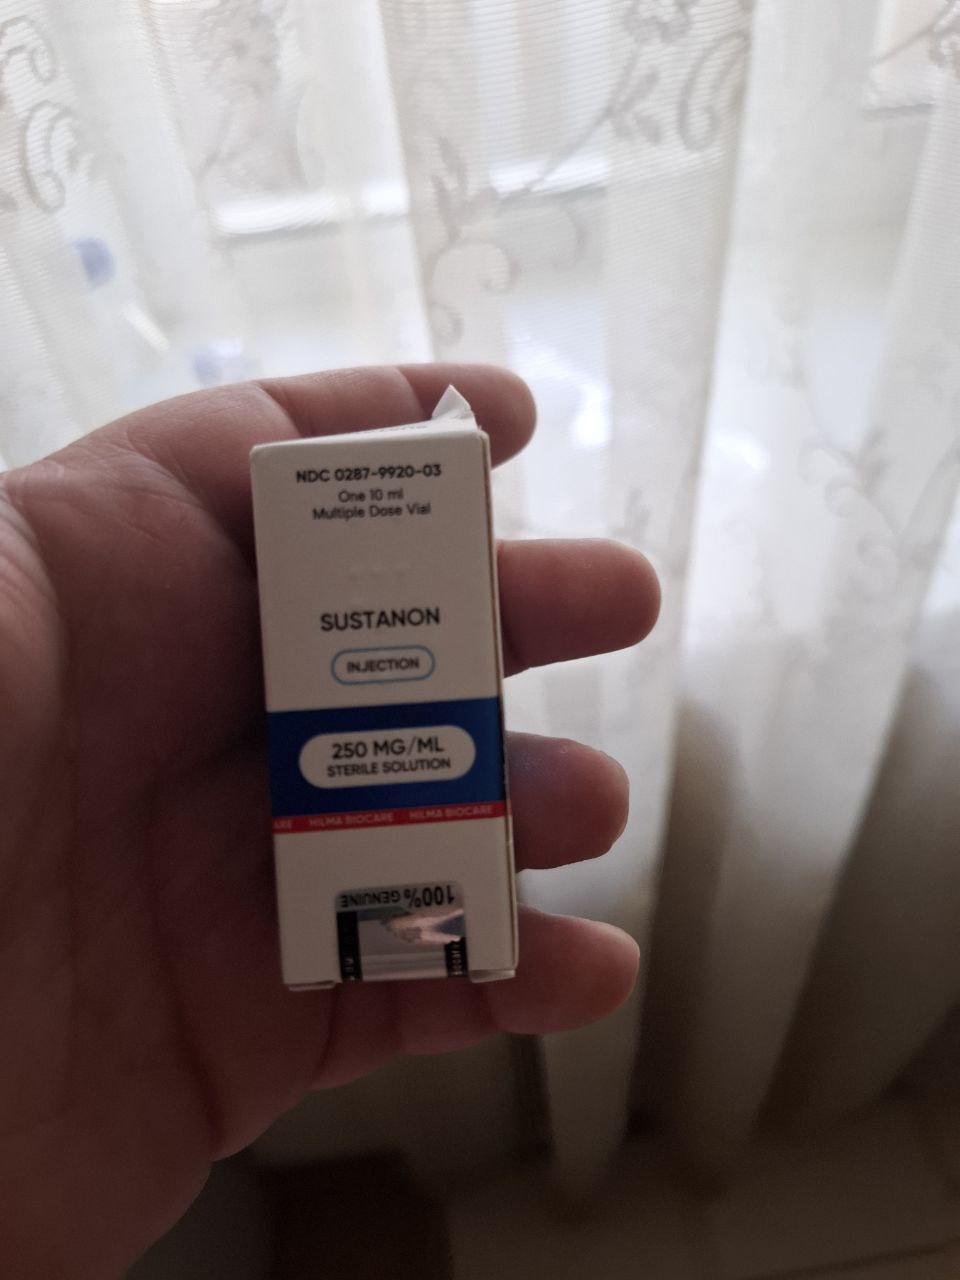 NDC 0287-9920-03
One 10 ml
Multiple Dose Vial
SUSTANON
INJECTION
250 MG/ML
STERILE SOLUTION
ARE HILMA BIOCARE HILMA BIOCARE
100% GENUINE